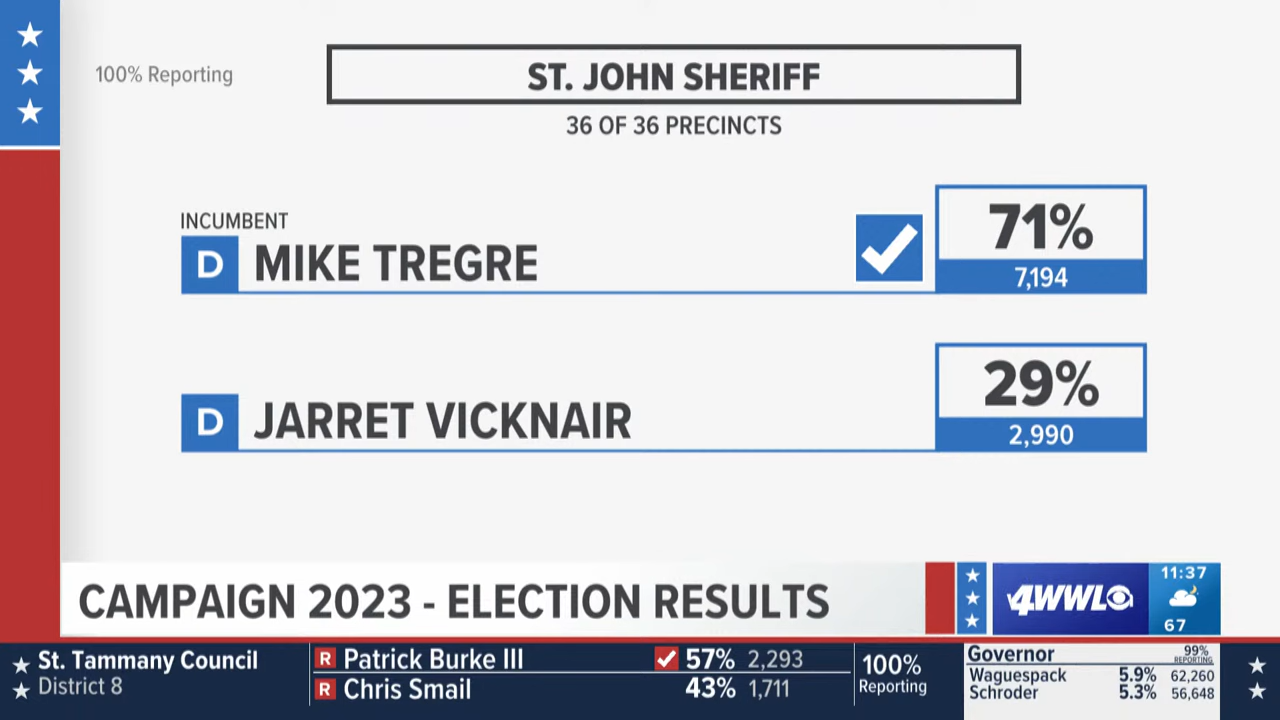 100% Reporting
ST. JOHN SHERIFF
36 OF 36 PRECINCTS
INCUMBENT
D MIKE TREGRE
71%
7,194
D JARRET VICKNAIR
29%
2,990
CAMPAIGN 2023 - ELECTION RESULTS
4WWL
11:37
67
St. Tammany Council
District 8
R Patrick Burke III 57% 2,293
R Chris Smail 43% 1,711
100%
Reporting
Governor
99%
REPORTING
Waguespack 5.9% 62,260
Schroder 5.3% 56,648